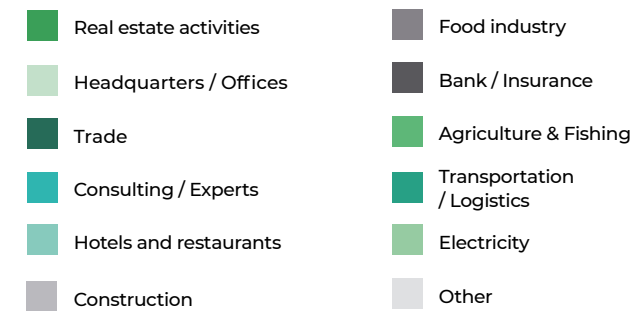 Real estate activities
Headquarters / Offices
Trade
Consulting / Experts
Hotels and restaurants
Construction
Food industry
Bank / Insurance
Agriculture & Fishing
Transportation
/ Logistics
Electricity
Other